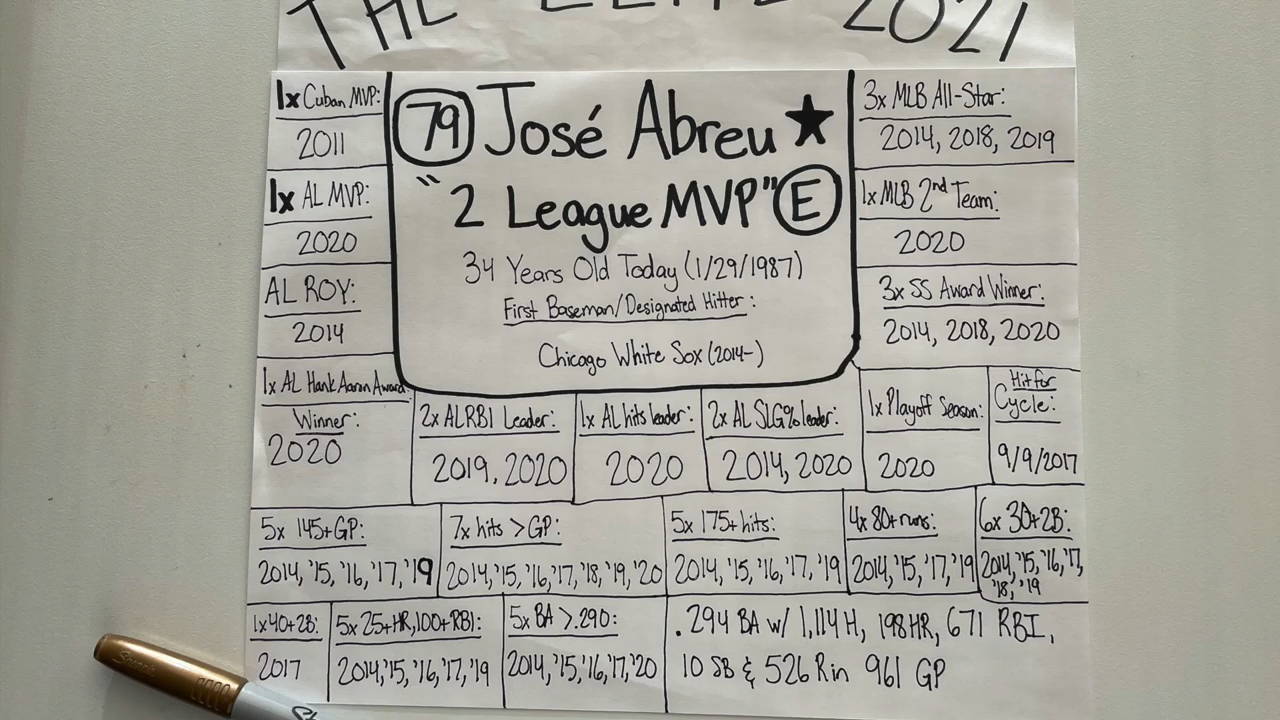 THE ELITE 2021
1x Cuban MVP:
2011
1x AL MVP:
2020
AL ROY:
2014
1x AL Hank Aaron Award
Winner:
2020
79 José Abreu ★
"2 League MVP" E
34 Years Old Today (1/29/1987)
First Baseman/Designated Hitter:
Chicago White Sox (2014-)
3x MLB All-Star:
2014, 2018, 2019
1x MLB 2nd Team:
2020
3x SS Award Winner:
2014, 2018, 2020
2x AL RBI Leader:
2019, 2020
1x AL hits leader:
2020
2x AL SLG% leader:
2014, 2020
1x Playoff Season:
2020
Hit for
Cycle:
9/9/2017
5x 145+GP:
2014, '15, '16, '17, '19
7x hits >GP:
2014, '15, '16, '17, '18, '19, '20
5x 175+hits:
2014, '15, '16, '17, '19
4x 80+runs:
2014, '15, '17, '19
6x 30+2B:
2014, '15, '16, '17,
'18, '19
1x40+2B:
2017
5x 25+HR,100+RBI:
2014, '15, '16, '17, '19
5x BA >.290:
2014, '15, '16, '17, '20
.294 BA w/ 1,114 H, 198 HR, 671 RBI,
10 SB & 526 R in 961 GP
Sharpie